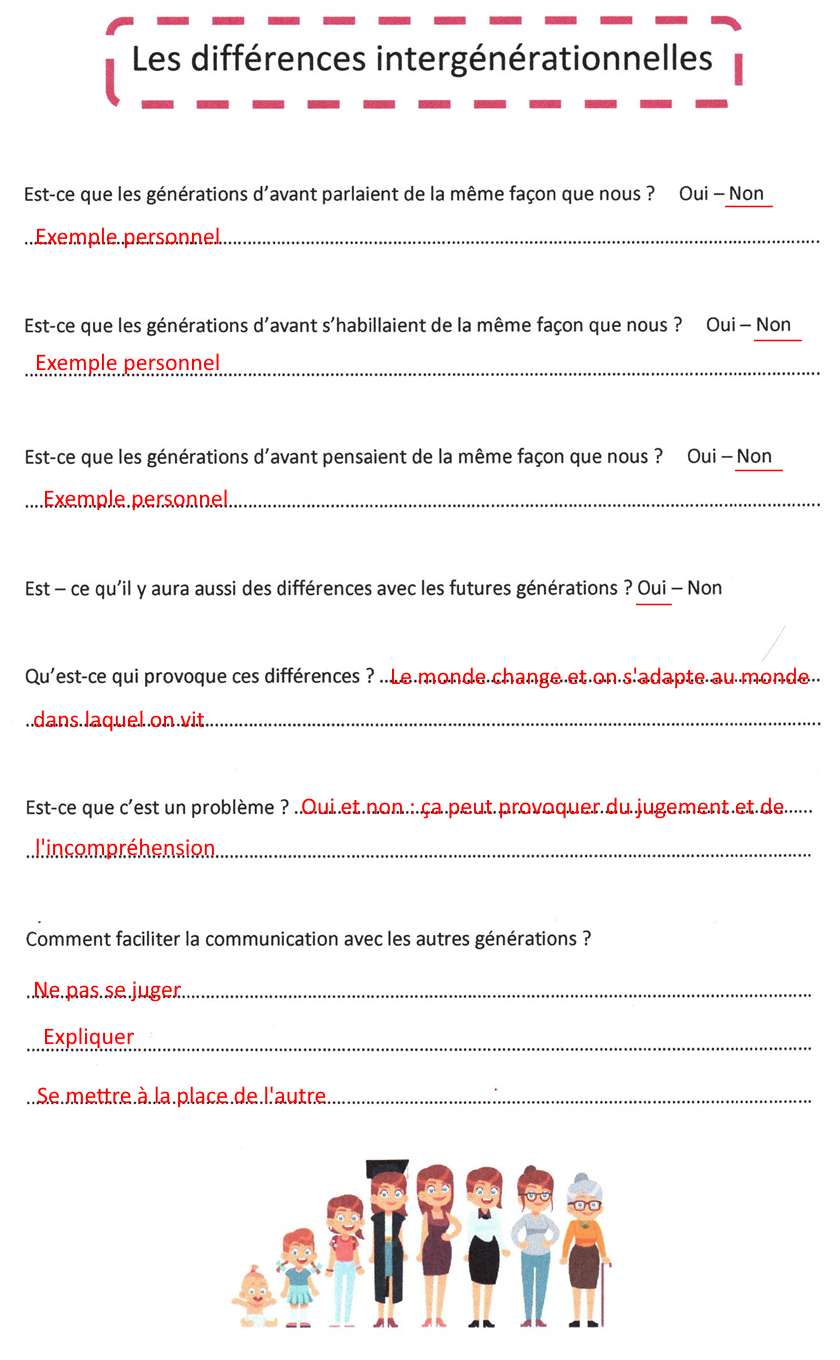 Les différences intergénérationnelles
Est-ce que les générations d’avant parlaient de la même façon que nous ? Oui – Non
Exemple personnel
Est-ce que les générations d’avant s’habillaient de la même façon que nous ? Oui – Non
Exemple personnel
Est-ce que les générations d’avant pensaient de la même façon que nous ? Oui – Non
Exemple personnel
Est – ce qu’il y aura aussi des différences avec les futures générations ? Oui – Non
Qu’est-ce qui provoque ces différences ? Le monde change et on s'adapte au monde
dans laquel on vit
Est-ce que c’est un problème ? Oui et non : ça peut provoquer du jugement et de
l'incompréhension
Comment faciliter la communication avec les autres générations ?
Ne pas se juger
Expliquer
Se mettre à la place de l'autre